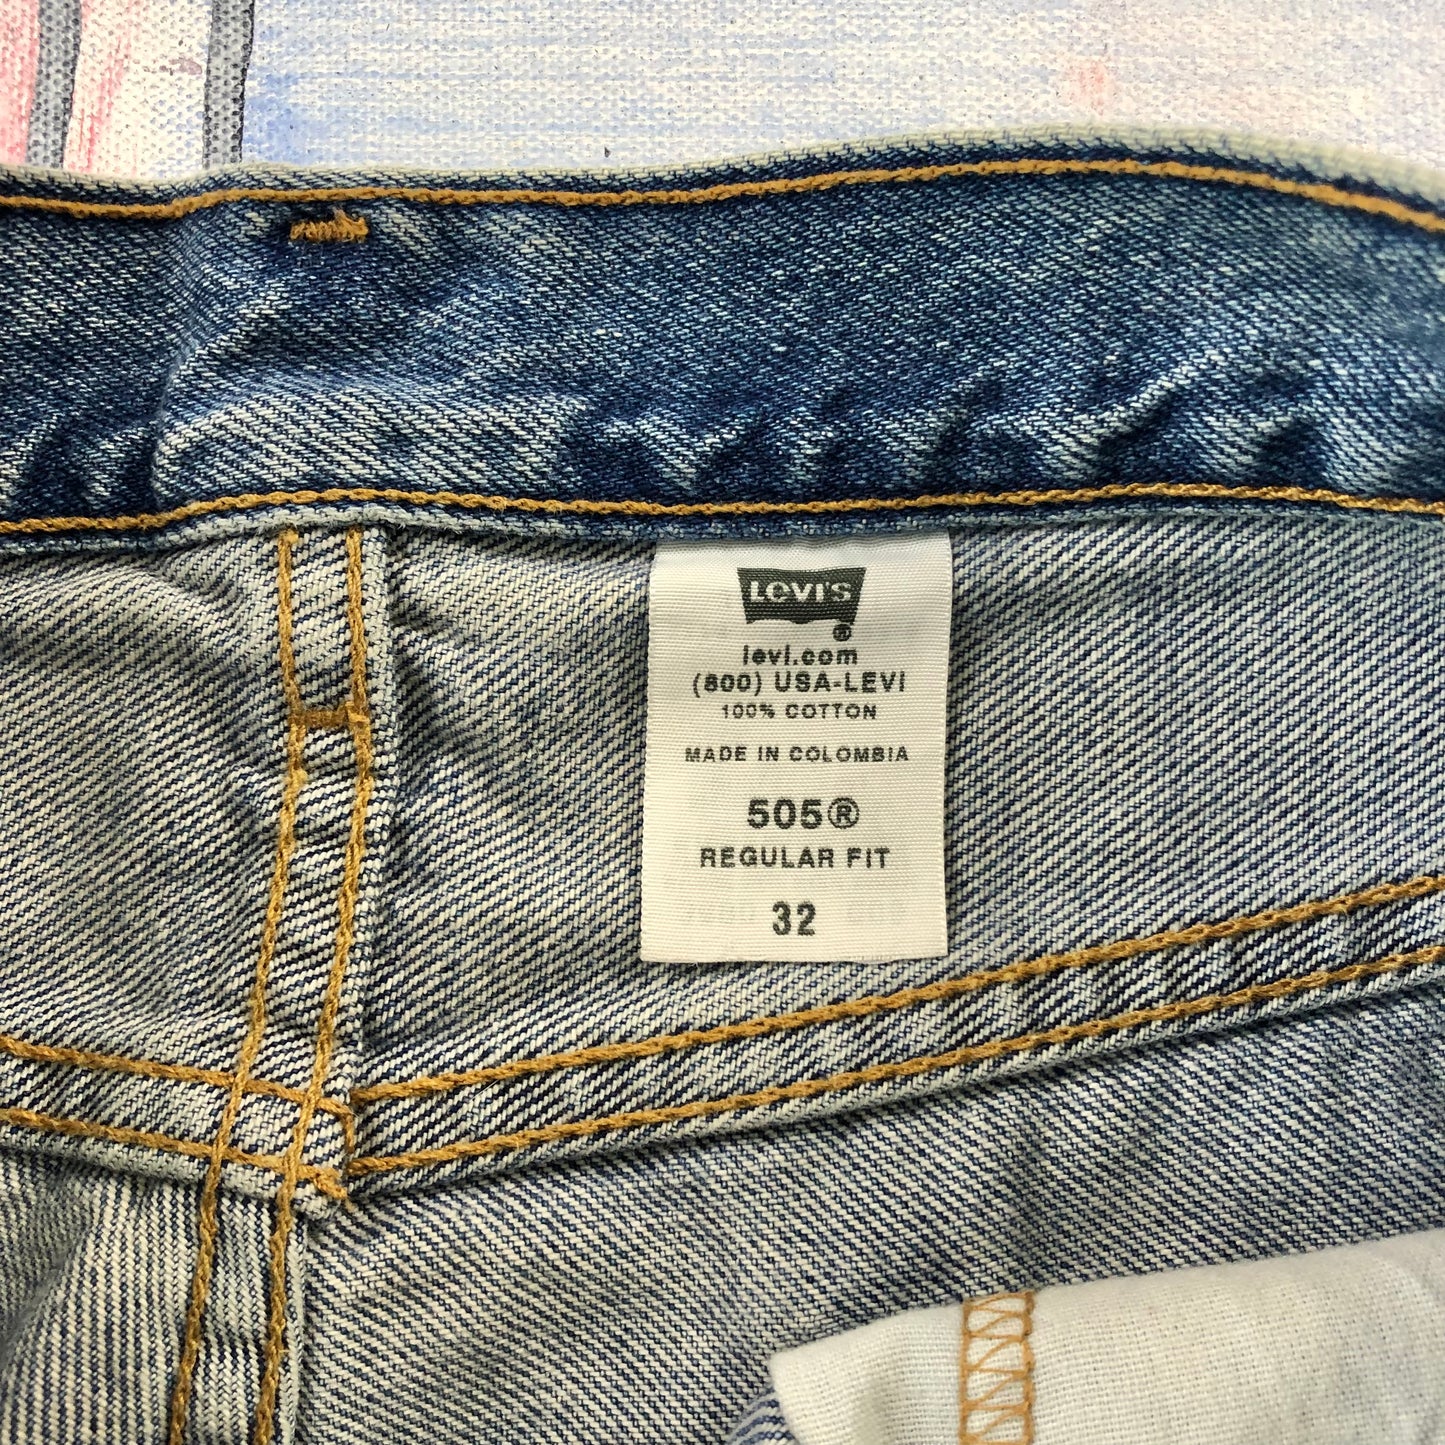 LEVI'S
®
levi.com
(800) USA-LEVI
100% COTTON
MADE IN COLOMBIA
505®
REGULAR FIT
32